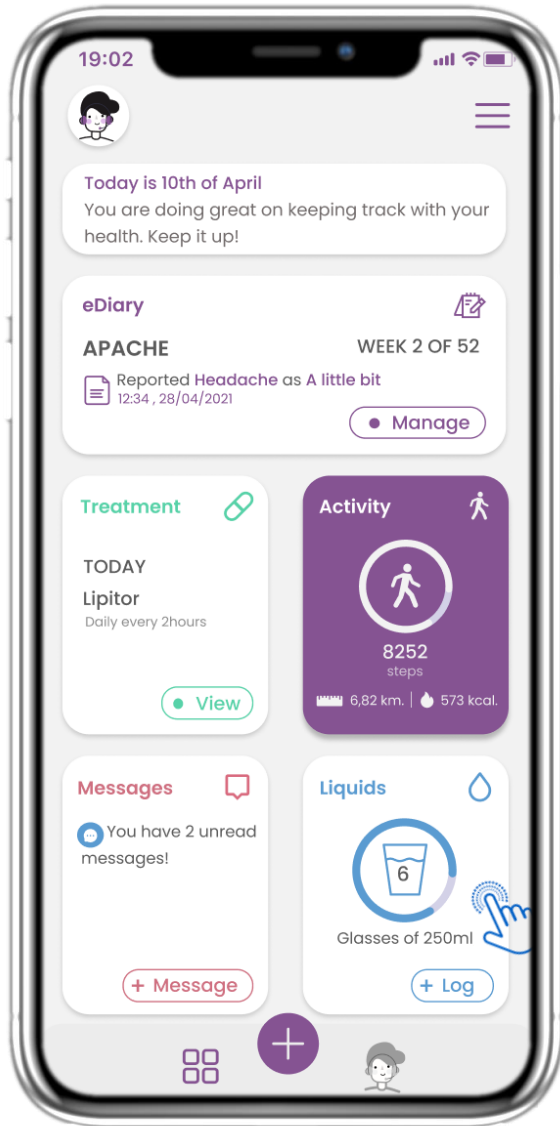 19:02
Today is 10th of April
You are doing great on keeping track with your
health. Keep it up!
eDiary
APACHE
WEEK 2 OF 52
Reported Headache as A little bit
12:34 , 28/04/2021
Manage
Treatment
TODAY
Lipitor
Daily every 2hours
View
Activity
8252
steps
6,82 km.
573 kcal.
Messages
You have 2 unread
messages!
+ Message
Liquids
6
Glasses of 250ml
+ Log